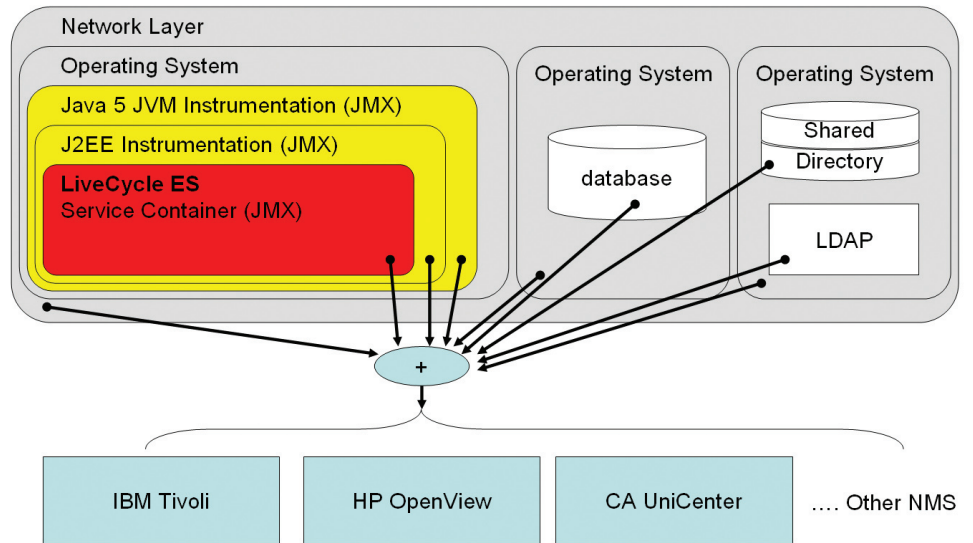 Network Layer
Operating System
Java 5 JVM Instrumentation (JMX)
J2EE Instrumentation (JMX)
LiveCycle ES
Service Container (JMX)
Operating System
database
Operating System
Shared
Directory
LDAP
+
IBM Tivoli
HP OpenView
CA UniCenter
.... Other NMS